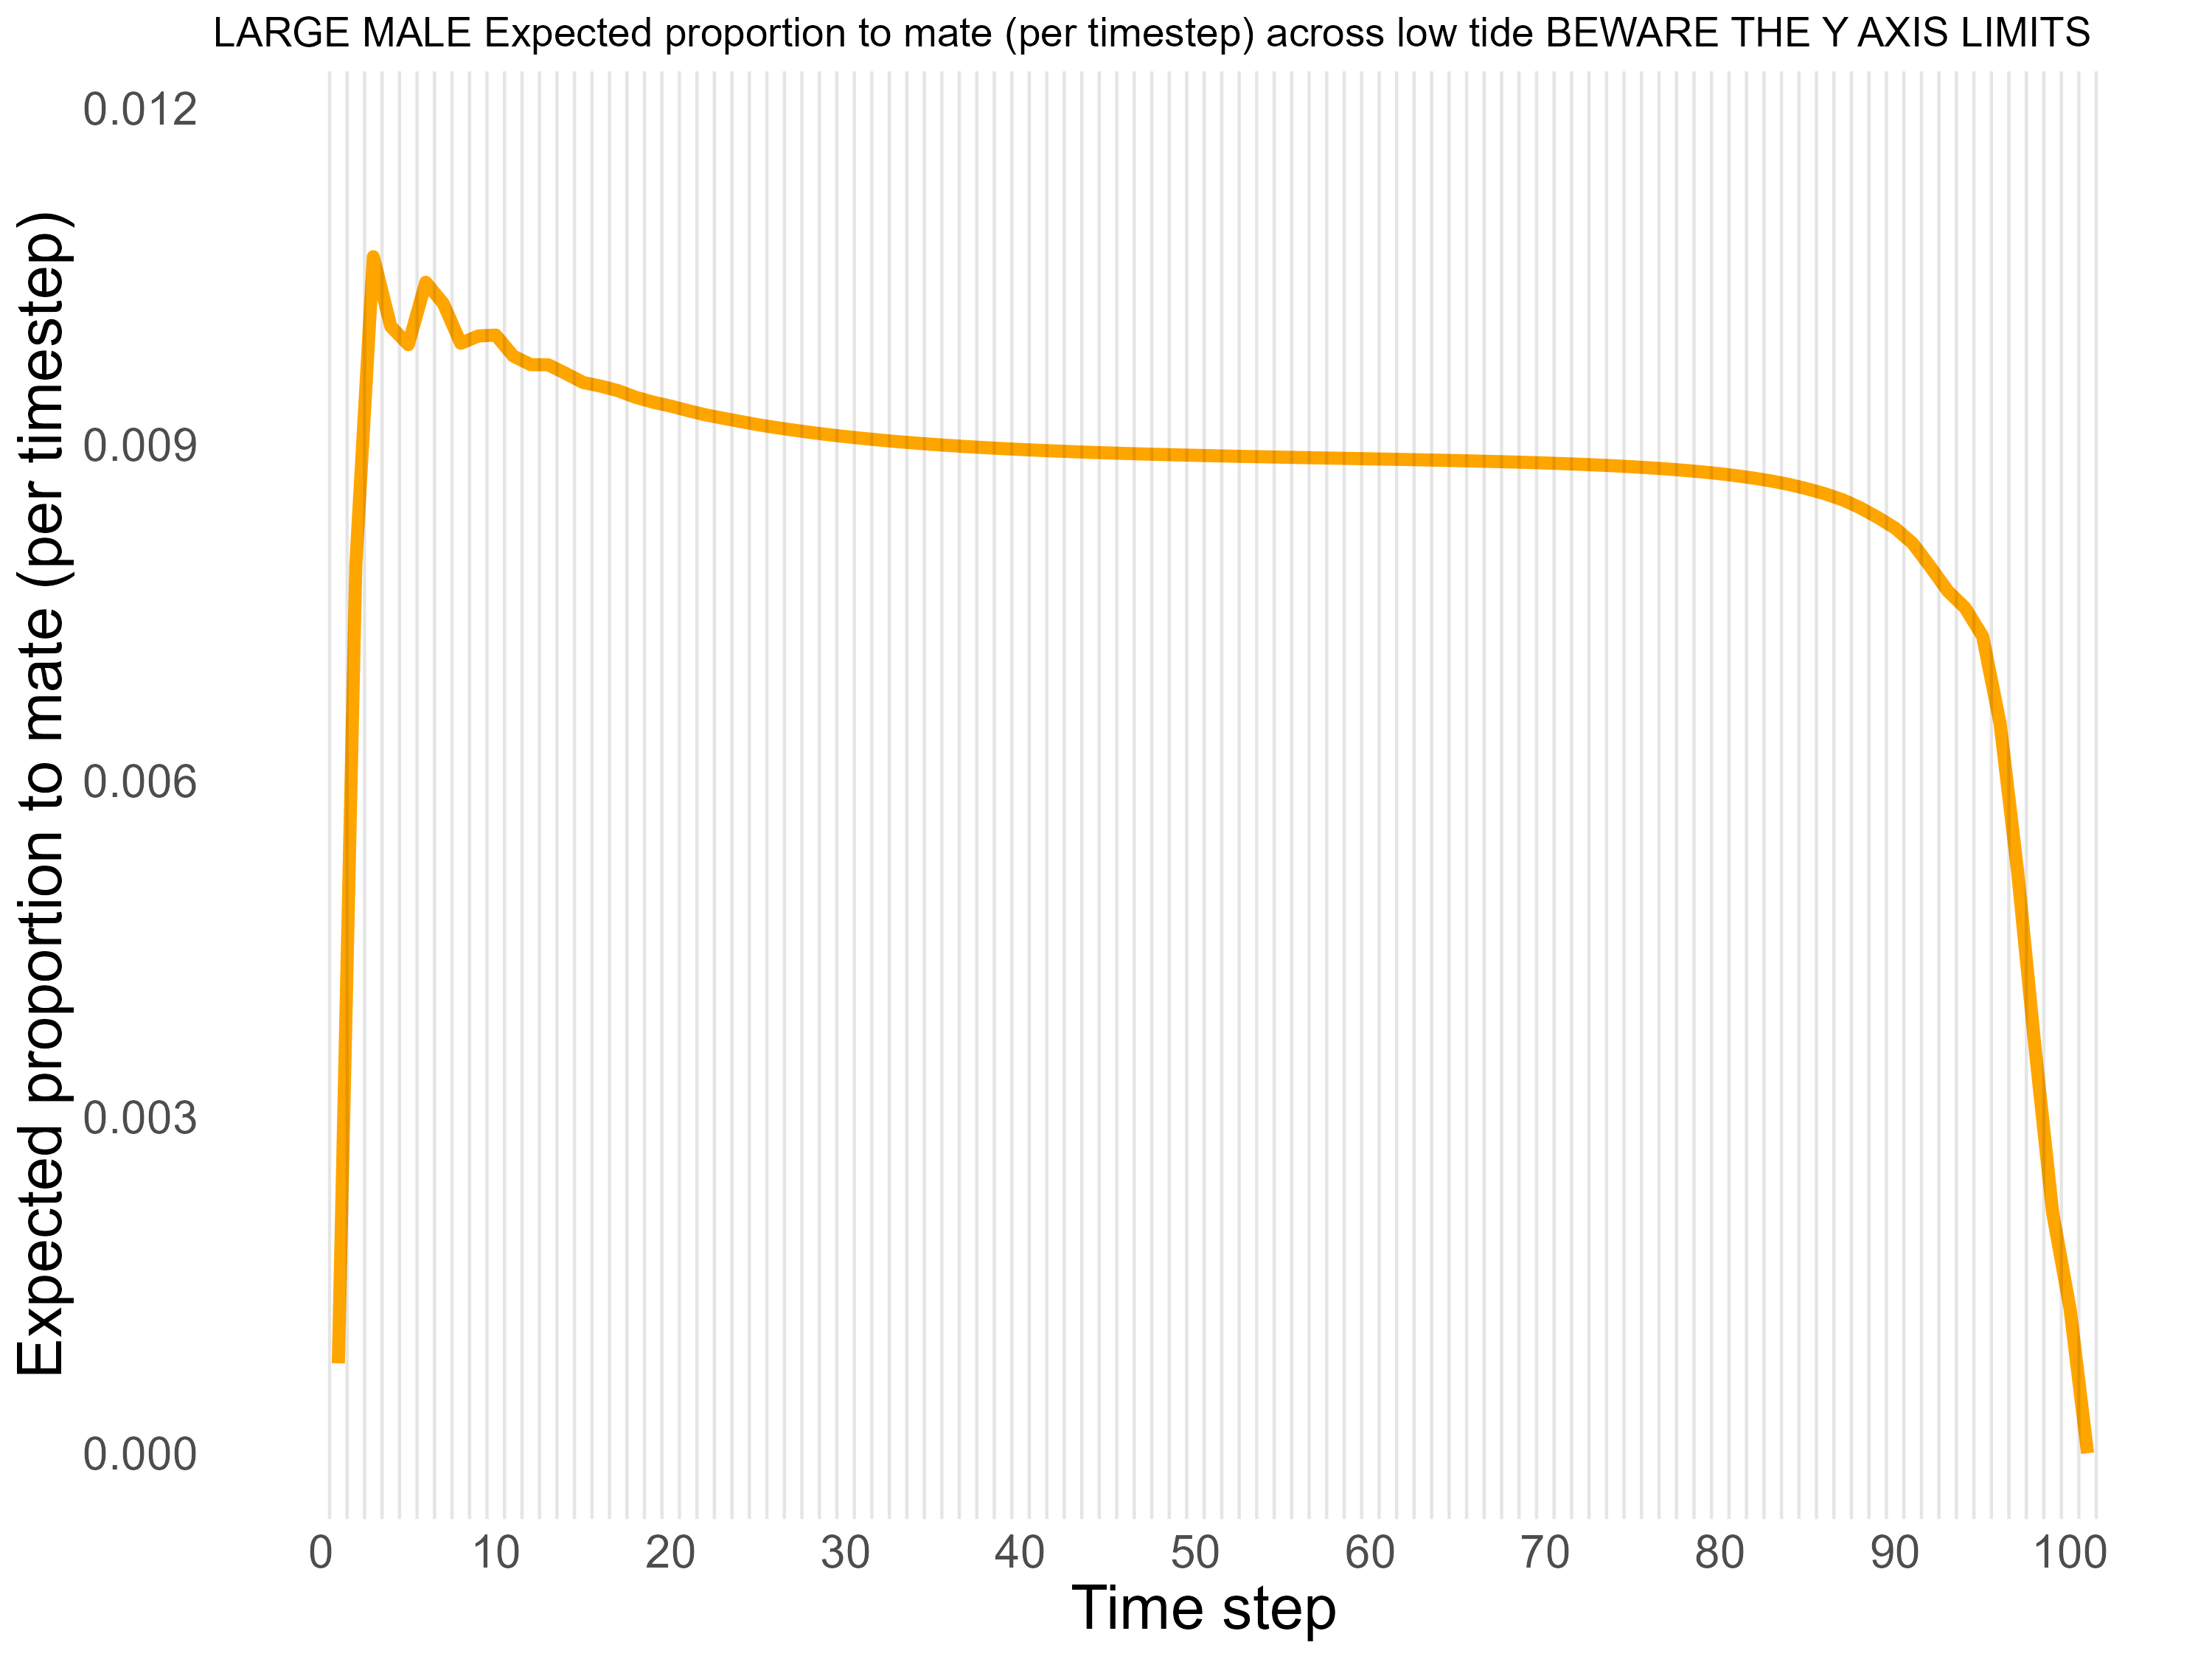 LARGE MALE Expected proportion to mate (per timestep) across low tide BEWARE THE Y AXIS LIMITS
Expected proportion to mate (per timestep)
0.012
0.009
0.006
0.003
0.000
0 10 20 30 40 50 60 70 80 90 100
Time step